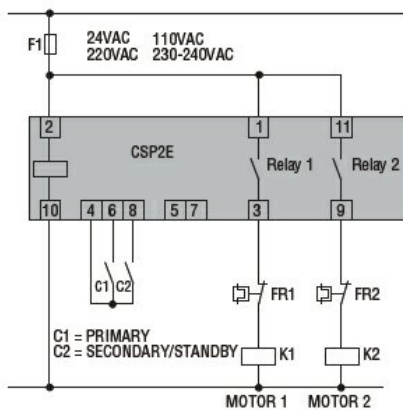 F1
24VAC 110VAC
220VAC 230-240VAC
2
1
11
CSP2E
Relay 1
Relay 2
10
4
6
8
5
7
3
9
C1
C2
FR1
FR2
C1 = PRIMARY
C2 = SECONDARY/STANDBY
K1
K2
MOTOR 1
MOTOR 2